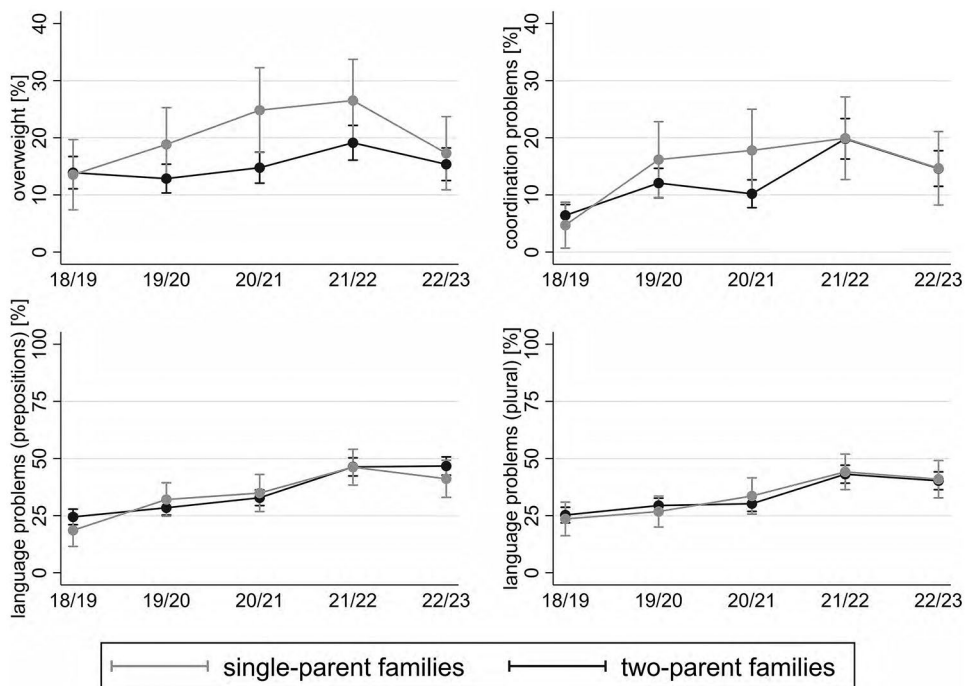 overweight [%]
40
30
20
10
0
18/19 19/20 20/21 21/22 22/23
coordination problems [%]
40
30
20
10
0
18/19 19/20 20/21 21/22 22/23
language problems (prepositions) [%]
100
75
50
25
0
18/19 19/20 20/21 21/22 22/23
language problems (plural) [%]
100
75
50
25
0
18/19 19/20 20/21 21/22 22/23
single-parent families two-parent families